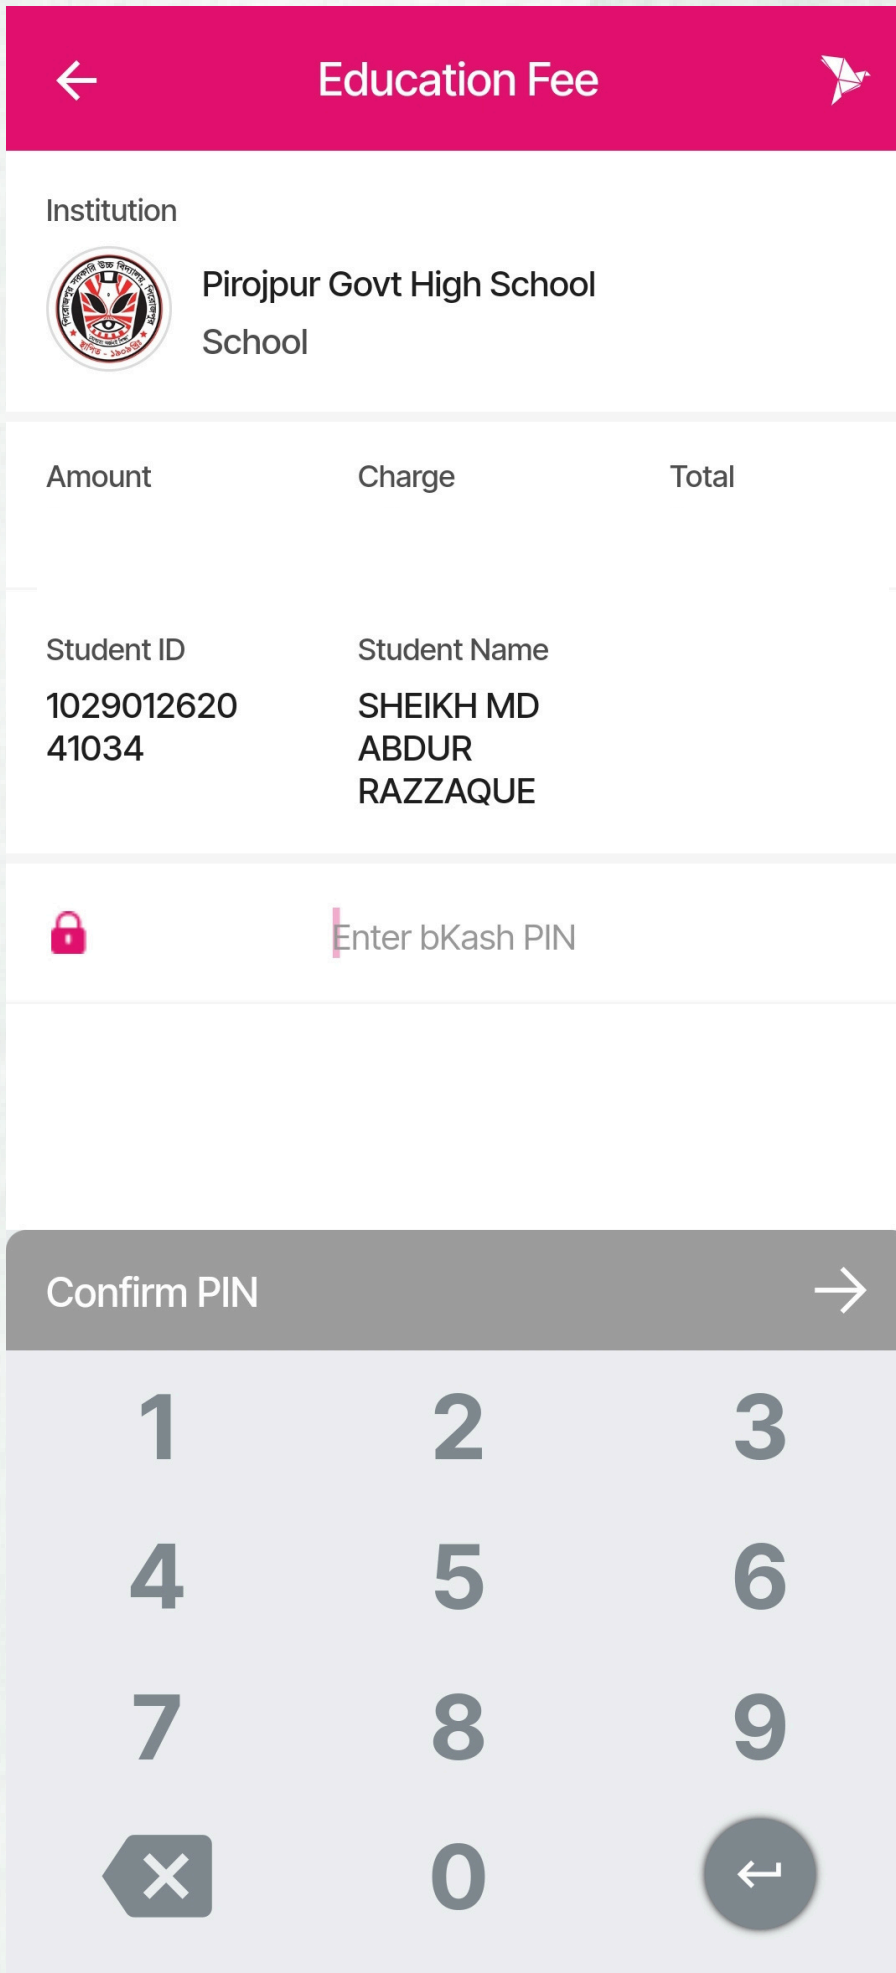 Education Fee
Institution
Pirojpur Govt High School
School
Amount Charge Total
Student ID Student Name
1029012620 SHEIKH MD
41034 ABDUR
RAZZAQUE
Enter bKash PIN
Confirm PIN
1 2 3
4 5 6
7 8 9
0